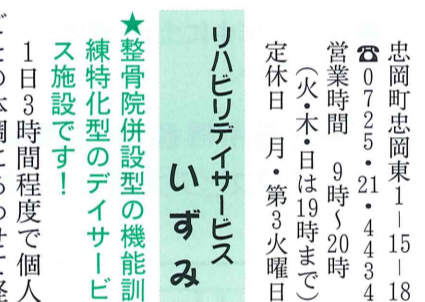 忠岡町忠岡東1―15―18
☎0725・21・4434
営業時間 9時〜20時
(火・木・日は19時まで)
定休日 月・第3火曜日
リハビリデイサービス
いずみ
★整骨院併設型の機能訓
練特化型のデイサービ
ス施設です!
1日3時間程度で個人